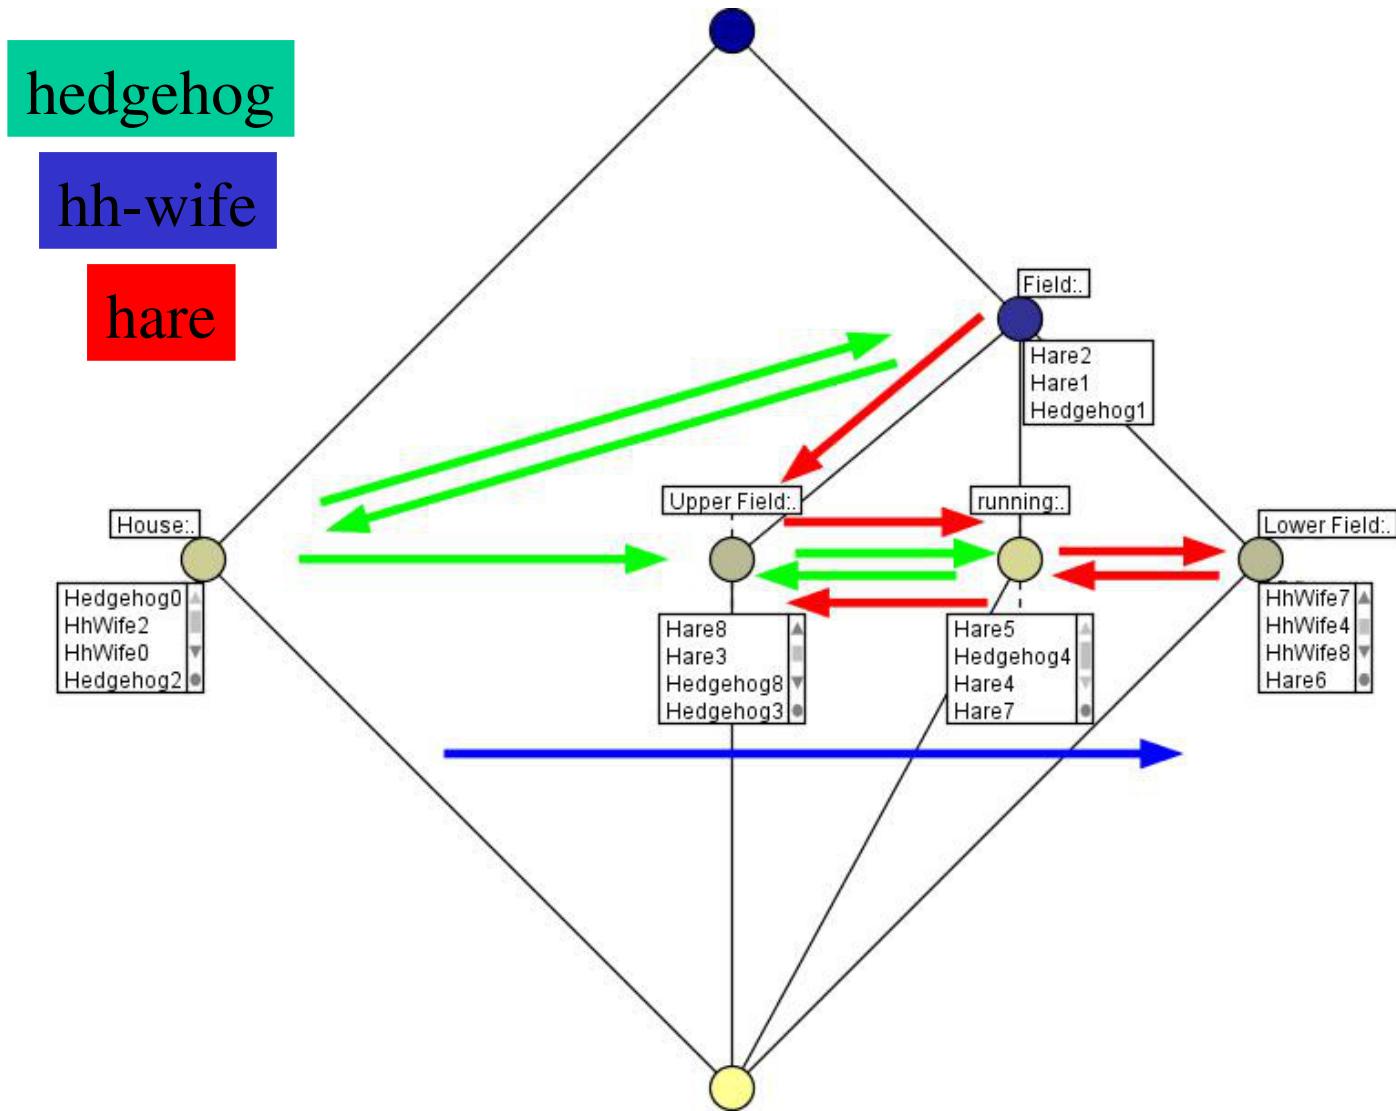 hedgehog
hh-wife
hare
Field:.
Hare2
Hare1
Hedgehog1
House:.
Hedgehog0
HhWife2
HhWife0
Hedgehog2
Upper Field:.
Hare8
Hare3
Hedgehog8
Hedgehog3
running:.
Hare5
Hedgehog4
Hare4
Hare7
Lower Field:.
HhWife7
HhWife4
HhWife8
Hare6